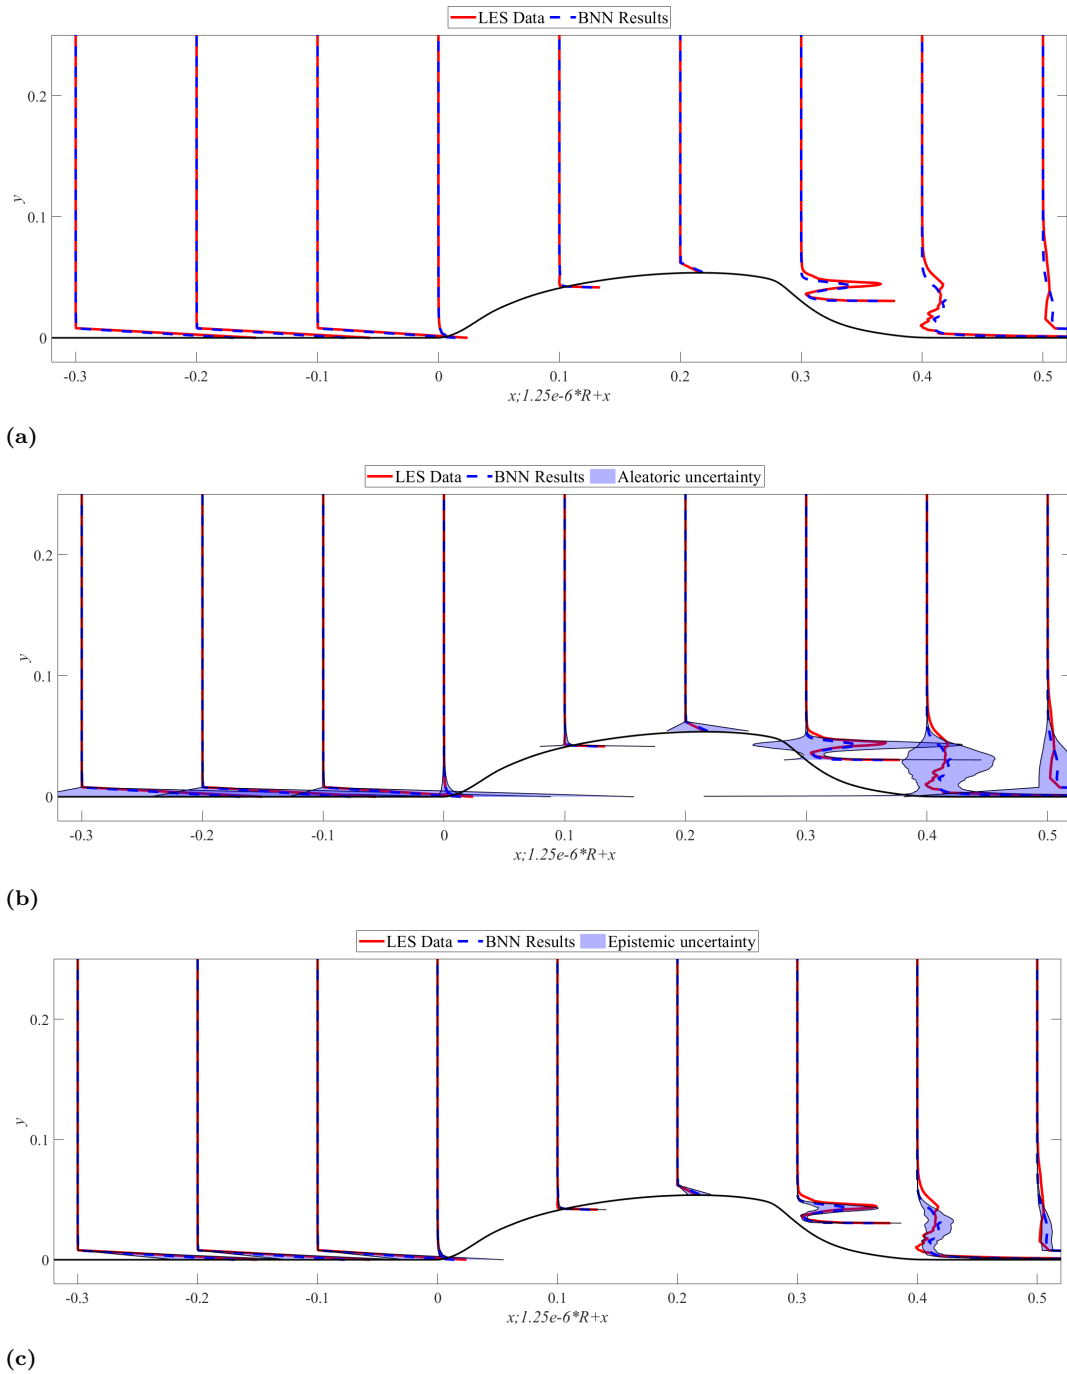 LES Data BNN Results
0.2
0.1
0
y
-0.3 -0.2 -0.1 0 0.1 0.2 0.3 0.4 0.5
x;1.25e-6*R+x
(a)
LES Data BNN Results Aleatoric uncertainty
0.2
0.1
0
y
-0.3 -0.2 -0.1 0 0.1 0.2 0.3 0.4 0.5
x;1.25e-6*R+x
(b)
LES Data BNN Results Epistemic uncertainty
0.2
0.1
0
y
-0.3 -0.2 -0.1 0 0.1 0.2 0.3 0.4 0.5
x;1.25e-6*R+x
(c)